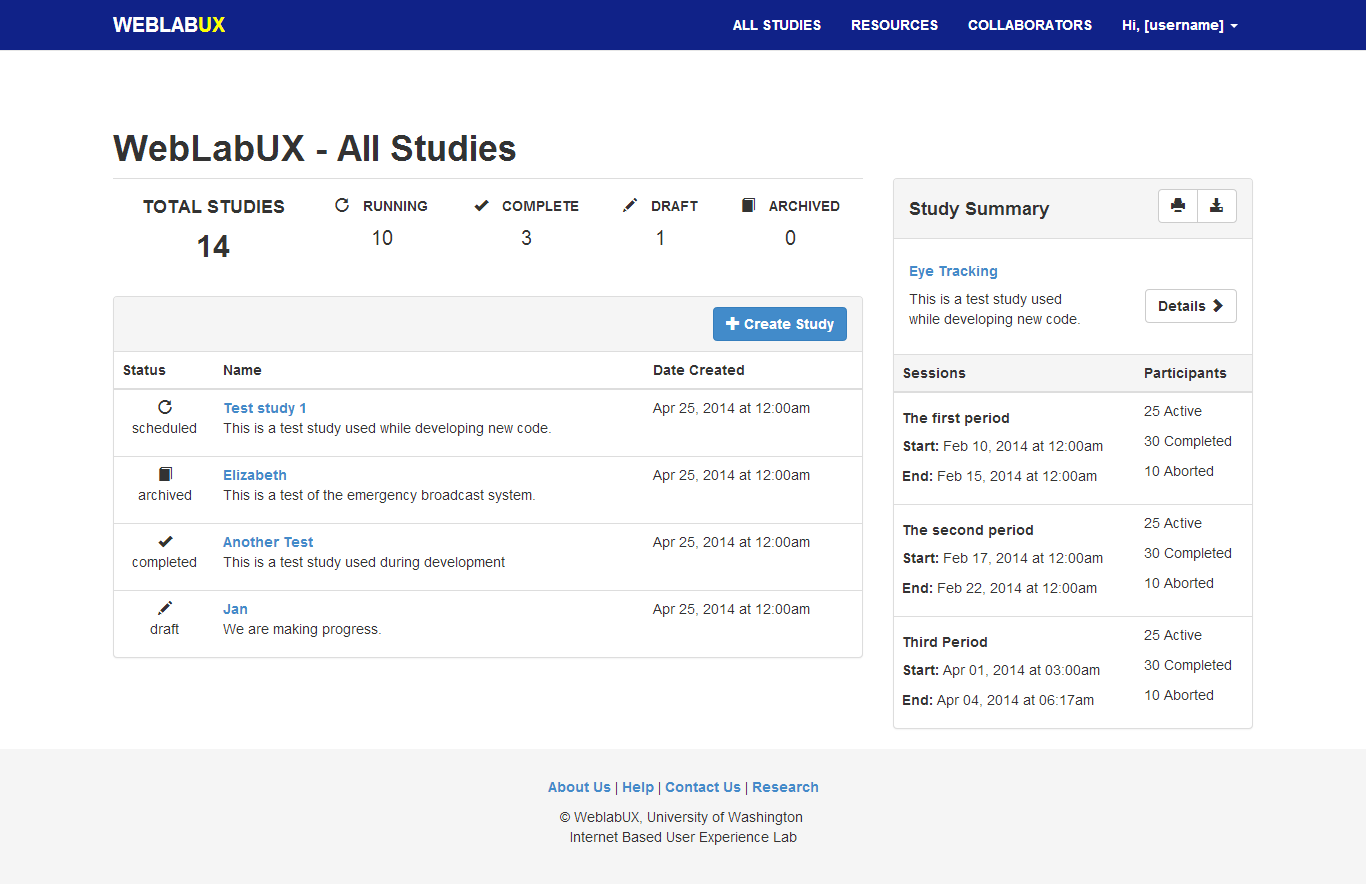 WEBLABUX
ALL STUDIES RESOURCES COLLABORATORS Hi, [username]
WebLabUX - All Studies
TOTAL STUDIES RUNNING COMPLETE DRAFT ARCHIVED
14 10 3 1 0
Create Study
Status Name Date Created
scheduled
Test study 1
This is a test study used while developing new code.
Apr 25, 2014 at 12:00am
archived
Elizabeth
This is a test of the emergency broadcast system.
Apr 25, 2014 at 12:00am
completed
Another Test
This is a test study used during development
Apr 25, 2014 at 12:00am
draft
Jan
We are making progress.
Apr 25, 2014 at 12:00am
Study Summary
Eye Tracking
This is a test study used
while developing new code.
Details
Sessions Participants
The first period
Start: Feb 10, 2014 at 12:00am
End: Feb 15, 2014 at 12:00am
25 Active
30 Completed
10 Aborted
The second period
Start: Feb 17, 2014 at 12:00am
End: Feb 22, 2014 at 12:00am
25 Active
30 Completed
10 Aborted
Third Period
Start: Apr 01, 2014 at 03:00am
End: Apr 04, 2014 at 06:17am
25 Active
30 Completed
10 Aborted
About Us | Help | Contact Us | Research
© WeblabUX, University of Washington
Internet Based User Experience Lab